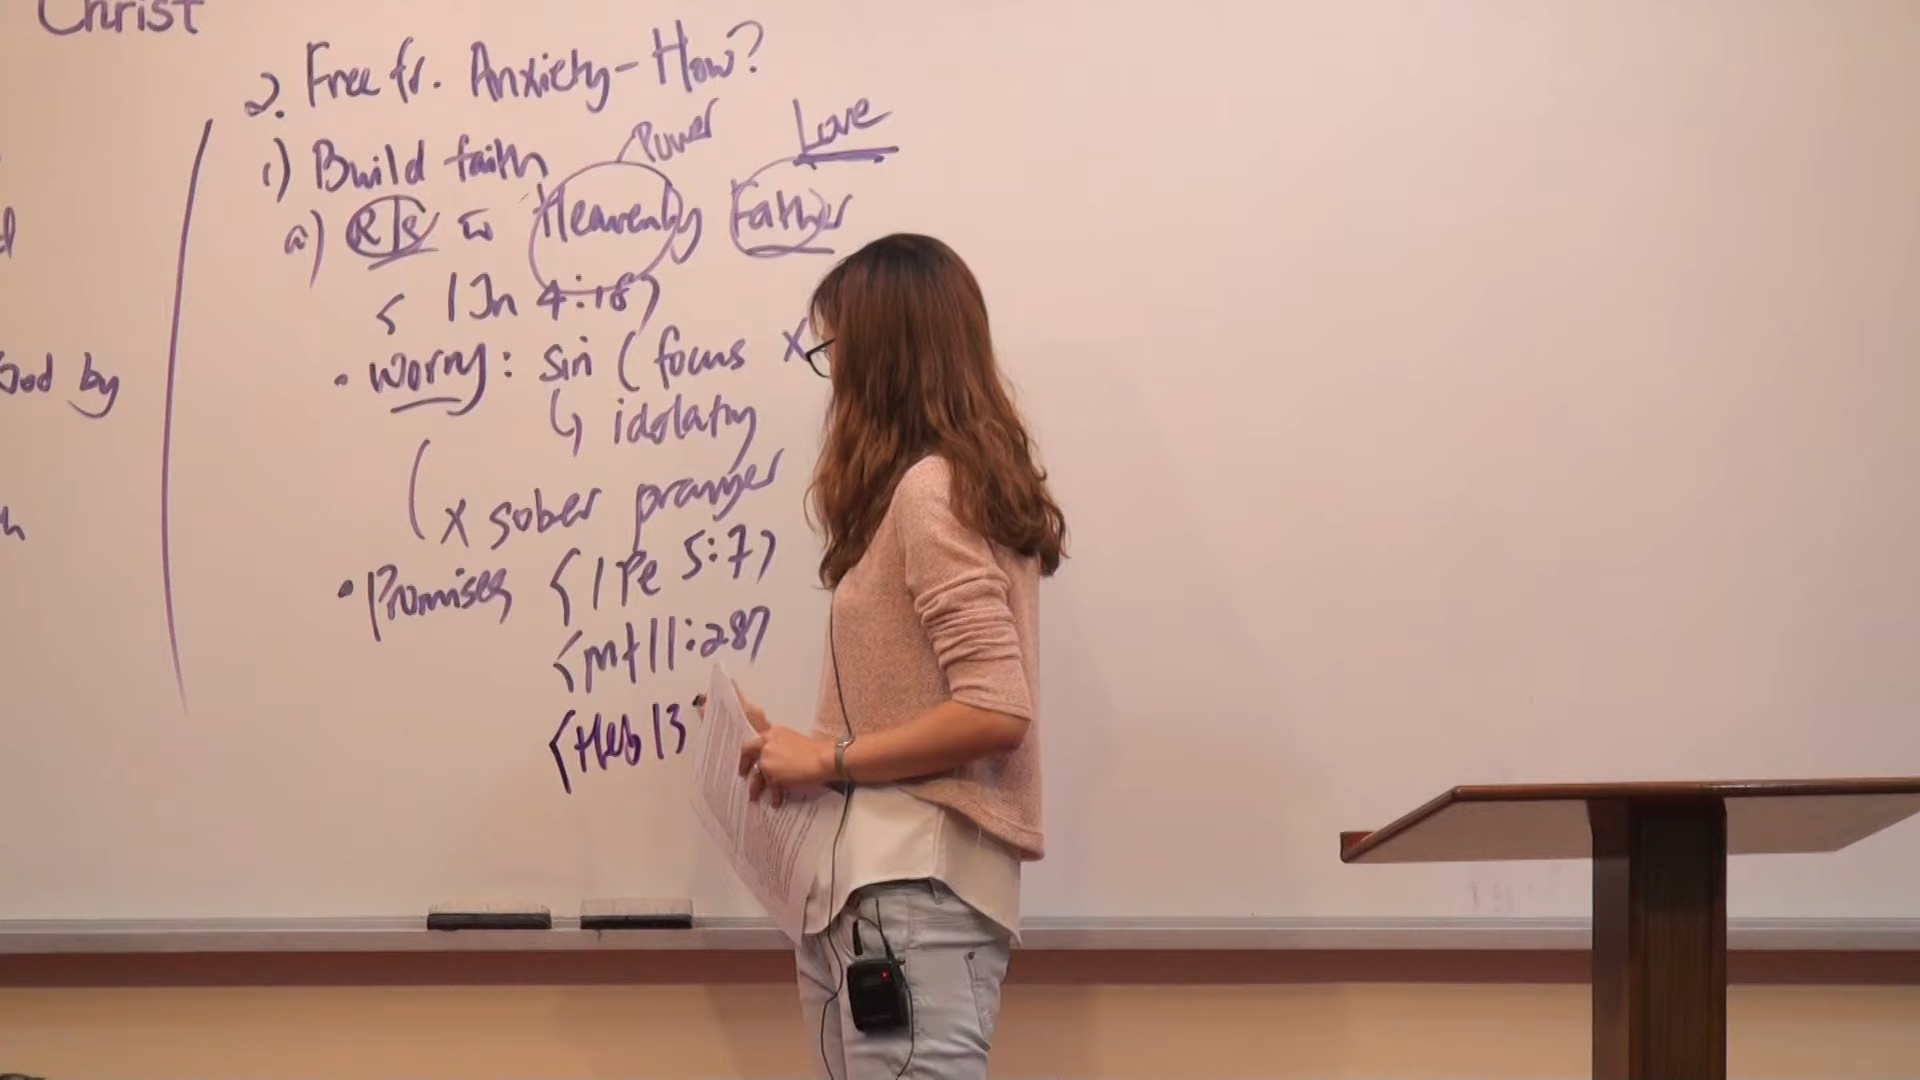 Christ
2. Free fr. Anxiety - How?
Power
Love
1) Build faith
a) R/S w Heavenly Father
< 1 Jn 4:18>
• Worry: sin (focus x
↳ idolatry
(x sober prayer
• Promises <1 Pe 5:7>
<Mt 11:28>
<Heb 13
by